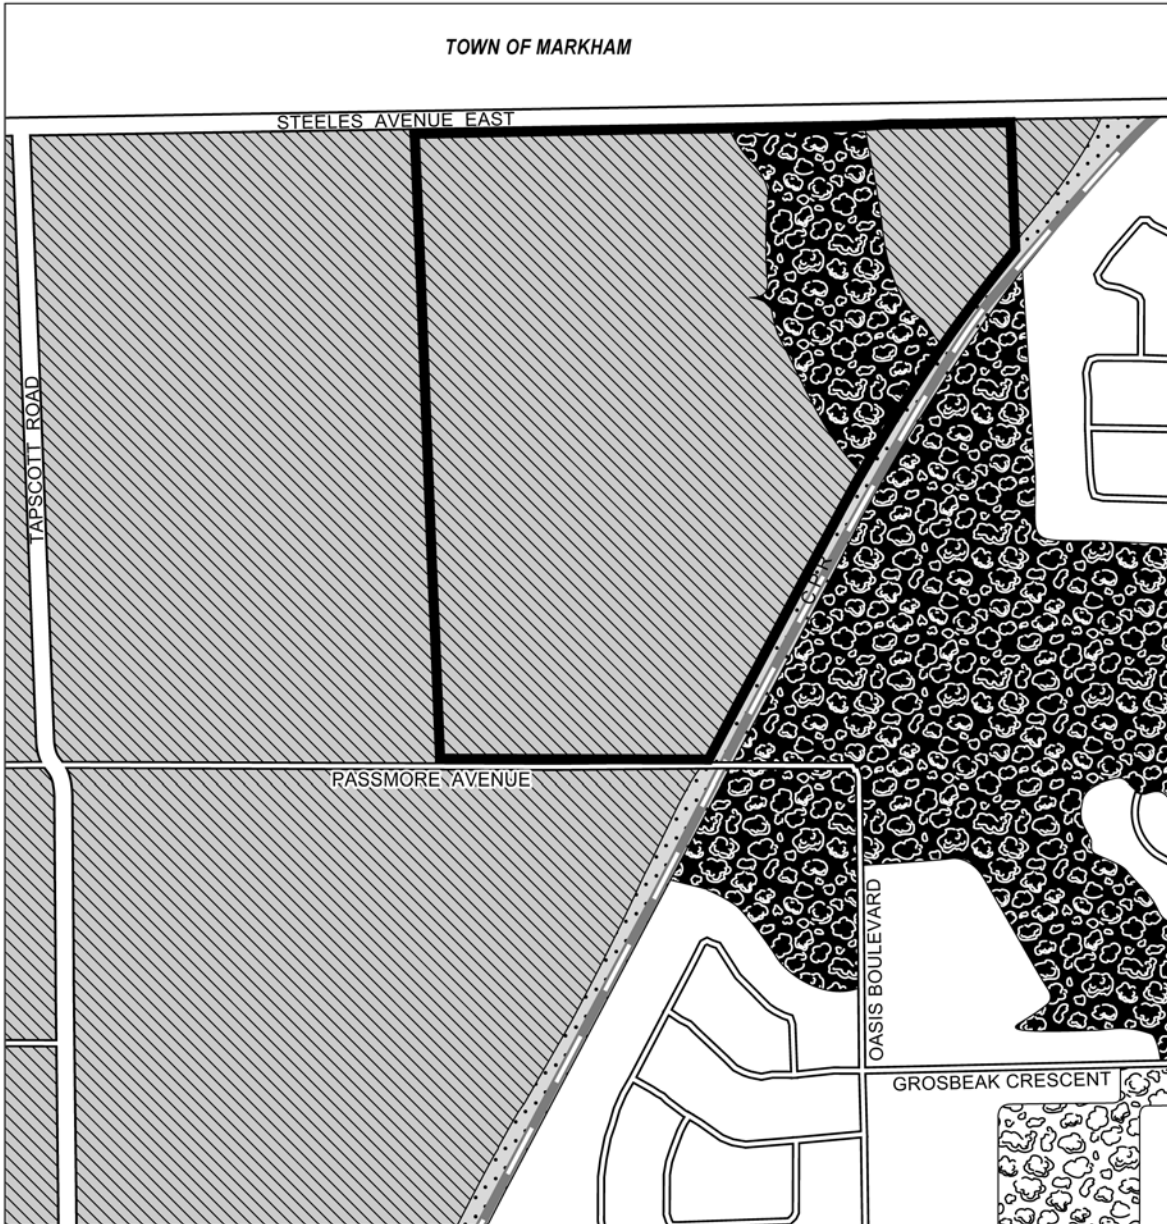 TOWN OF MARKHAM
STEELES AVENUE EAST
TAPSCOTT ROAD
C.P.R.
PASSMORE AVENUE
OASIS BOULEVARD
GROSBEAK CRESCENT